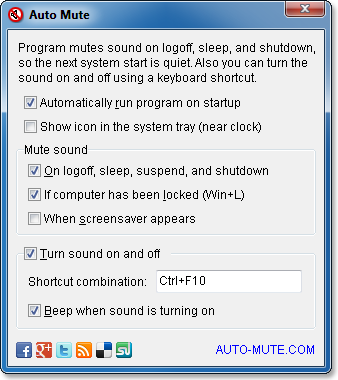 Auto Mute
Program mutes sound on logoff, sleep, and shutdown,
so the next system start is quiet. Also you can turn the
sound on and off using a keyboard shortcut.
Automatically run program on startup
Show icon in the system tray (near clock)
Mute sound
On logoff, sleep, suspend, and shutdown
If computer has been locked (Win+L)
When screensaver appears
Turn sound on and off
Shortcut combination: Ctrl+F10
Beep when sound is turning on
AUTO-MUTE.COM